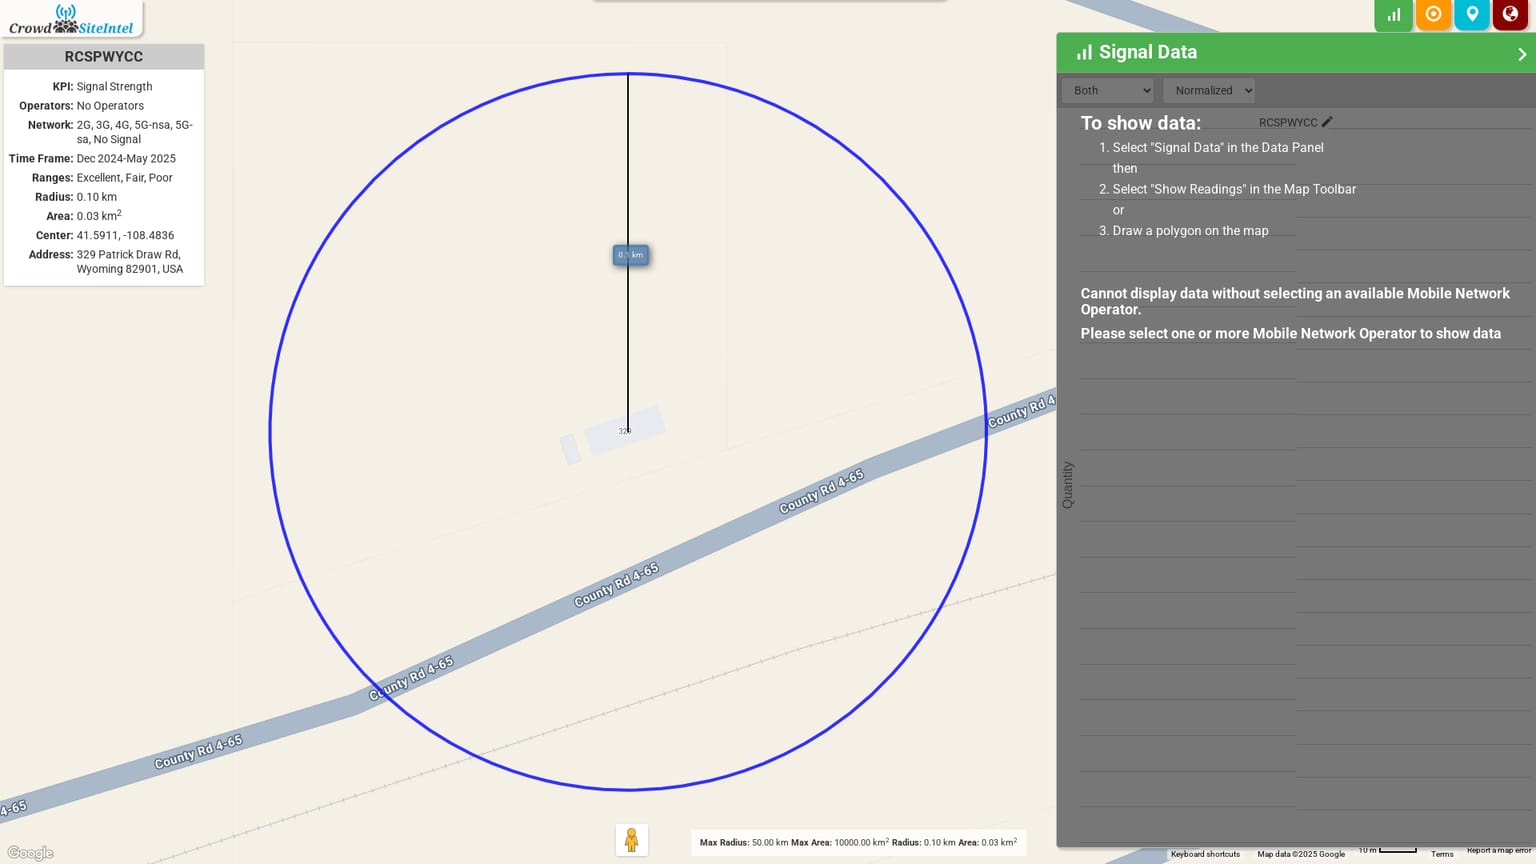 Crowd SiteIntel
RCSPWYCC
KPI: Signal Strength
Operators: No Operators
Network: 2G, 3G, 4G, 5G-nsa, 5G-
sa, No Signal
Time Frame: Dec 2024-May 2025
Ranges: Excellent, Fair, Poor
Radius: 0.10 km
Area: 0.03 km²
Center: 41.5911, -108.4836
Address: 329 Patrick Draw Rd,
Wyoming 82901, USA
0.1 km
329
County Rd 4-65
County Rd 4-65
County Rd 4-65
County Rd 4-65
County Rd 4
4-65
Google
Max Radius: 50.00 km Max Area: 10000.00 km² Radius: 0.10 km Area: 0.03 km²
Signal Data
Both
Normalized
To show data:
RCSPWYCC
1. Select "Signal Data" in the Data Panel
then
2. Select "Show Readings" in the Map Toolbar
or
3. Draw a polygon on the map
Cannot display data without selecting an available Mobile Network
Operator.
Please select one or more Mobile Network Operator to show data
Quantity
Keyboard shortcuts
Map data ©2025 Google
10 m
Terms
Report a map error